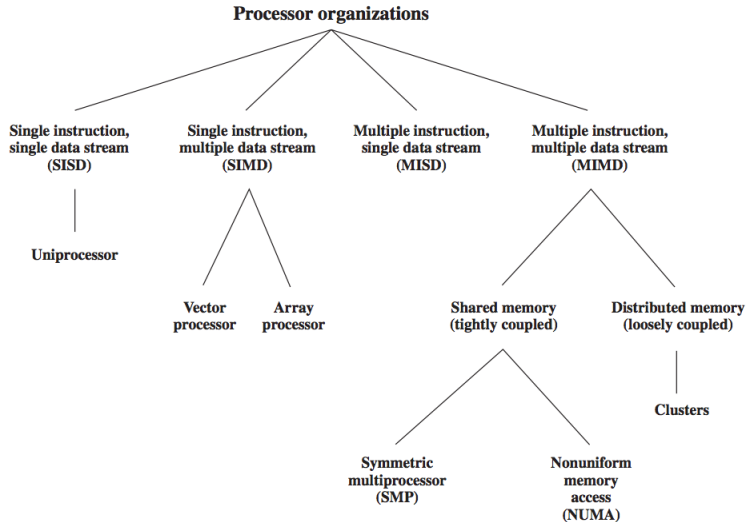 Processor organizations
Single instruction,
single data stream
(SISD)
Single instruction,
multiple data stream
(SIMD)
Multiple instruction,
single data stream
(MISD)
Multiple instruction,
multiple data stream
(MIMD)
Uniprocessor
Vector
processor
Array
processor
Shared memory
(tightly coupled)
Distributed memory
(loosely coupled)
Clusters
Symmetric
multiprocessor
(SMP)
Nonuniform
memory
access
(NUMA)